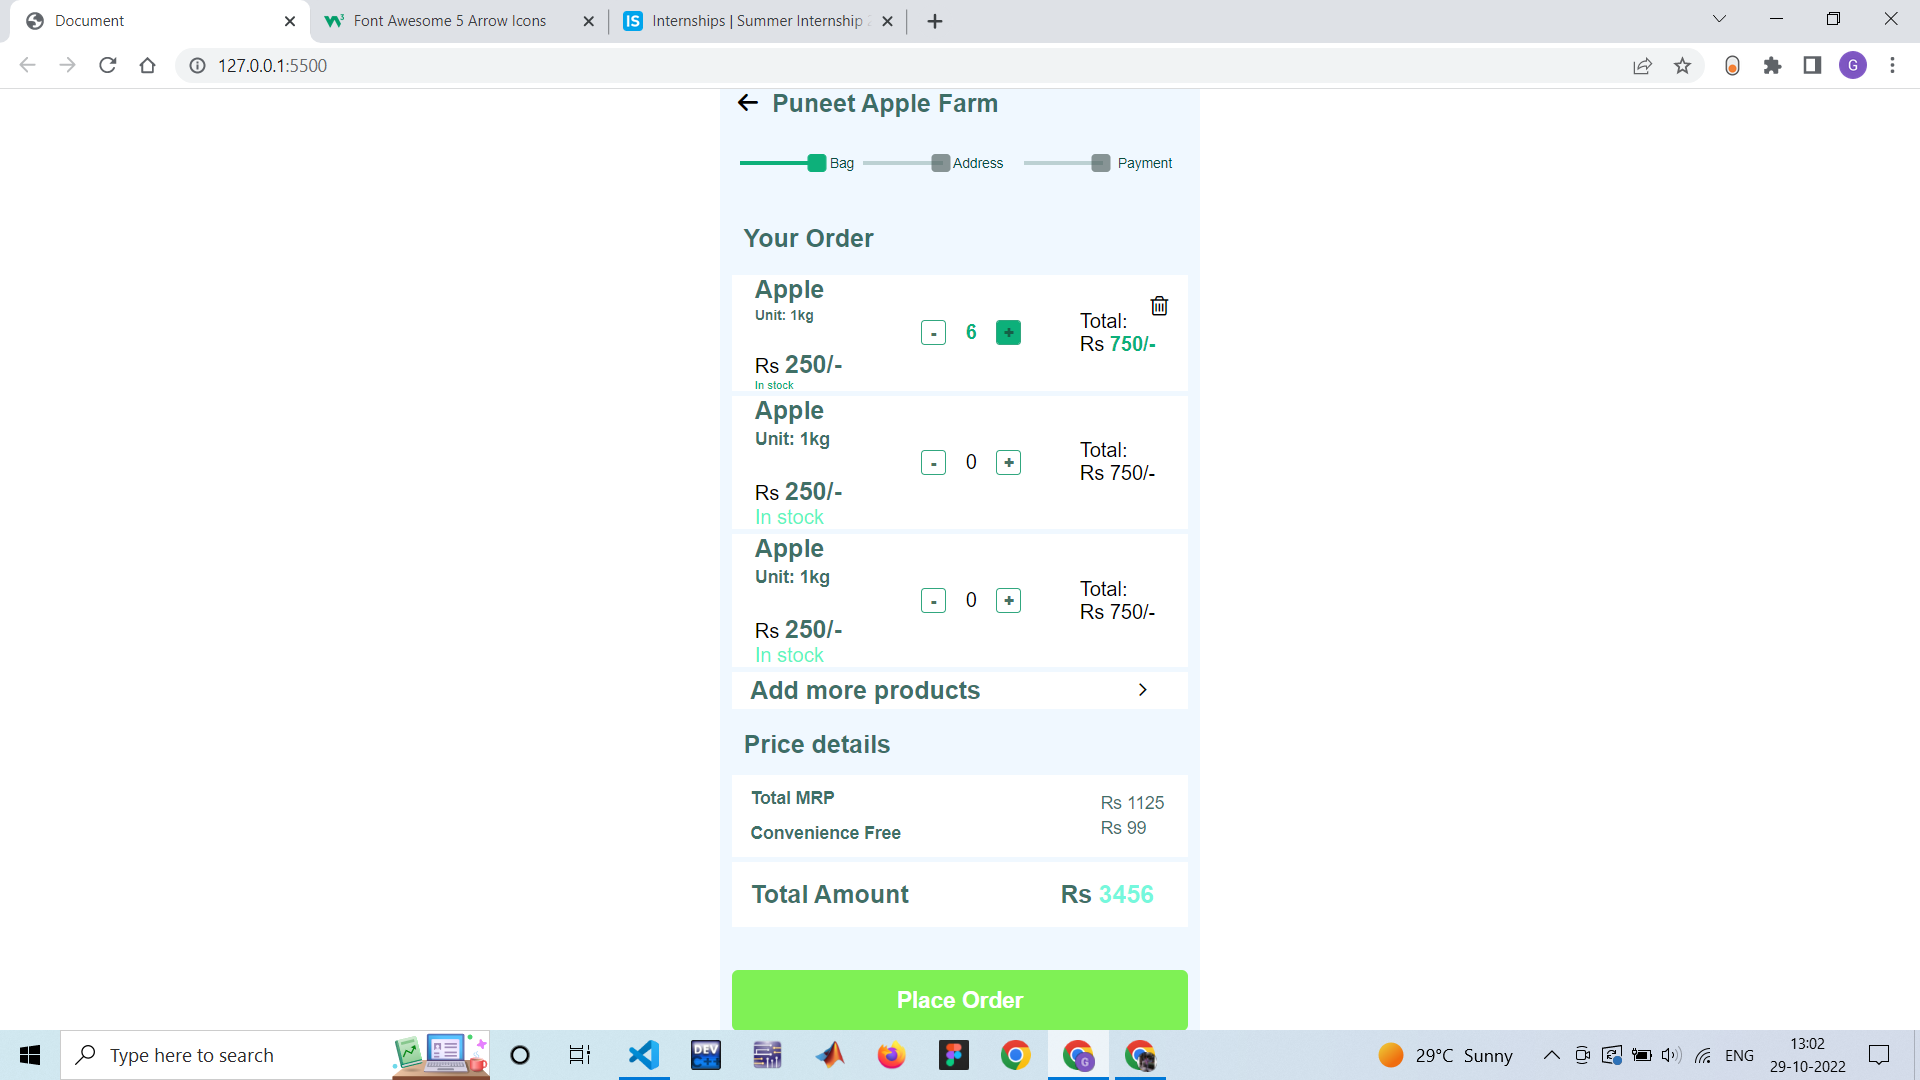 Document
Font Awesome 5 Arrow Icons
IS Internships | Summer Internship
127.0.0.1:5500
G
Puneet Apple Farm
Bag Address Payment
Your Order
Apple
Unit: 1kg
- 6 +
Total:
Rs 750/-
Rs 250/-
In stock
Apple
Unit: 1kg
- 0 +
Total:
Rs 750/-
Rs 250/-
In stock
Apple
Unit: 1kg
- 0 +
Total:
Rs 750/-
Rs 250/-
In stock
Add more products
Price details
Total MRP Rs 1125
Convenience Free Rs 99
Total Amount Rs 3456
Place Order
Type here to search
DEV
C++
G
29°C Sunny
ENG
13:02
29-10-2022